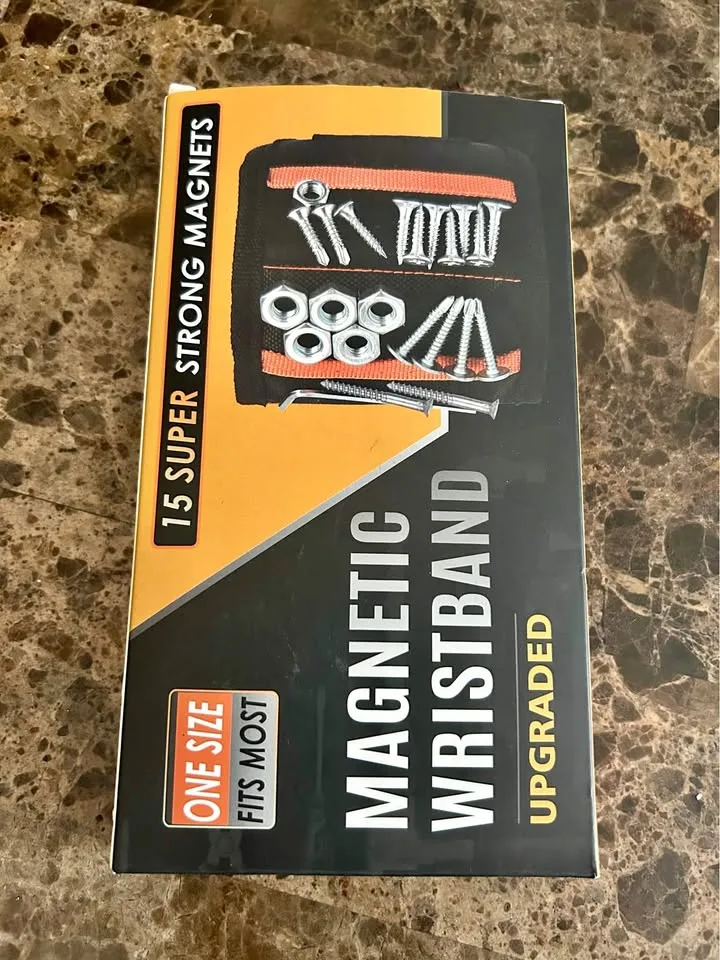 15 SUPER STRONG MAGNETS
MAGNETIC
WRISTBAND
UPGRADED
ONE SIZE
FITS MOST